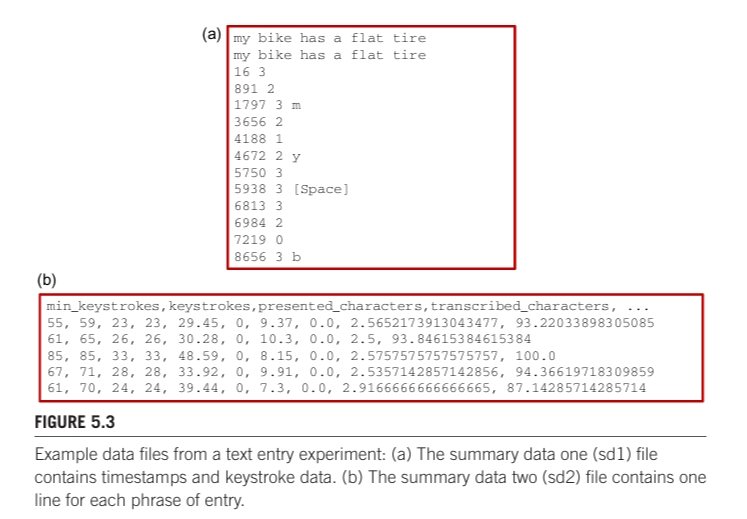 (a)
my bike has a flat tire
my bike has a flat tire
16 3
891 2
1797 3 m
3656 2
4188 1
4672 2 y
5750 3
5938 3 [Space]
6813 3
6984 2
7219 0
8656 3 b
(b)
min_keystrokes,keystrokes,presented_characters,transcribed_characters, ...
55, 59, 23, 23, 29.45, 0, 9.37, 0.0, 2.5652173913043477, 93.22033898305085
61, 65, 26, 26, 30.28, 0, 10.3, 0.0, 2.5, 93.84615384615384
85, 85, 33, 33, 48.59, 0, 8.15, 0.0, 2.5757575757575757, 100.0
67, 71, 28, 28, 33.92, 0, 9.91, 0.0, 2.5357142857142856, 94.36619718309859
61, 70, 24, 24, 39.44, 0, 7.3, 0.0, 2.9166666666666665, 87.14285714285714
FIGURE 5.3
Example data files from a text entry experiment: (a) The summary data one (sd1) file
contains timestamps and keystroke data. (b) The summary data two (sd2) file contains one
line for each phrase of entry.